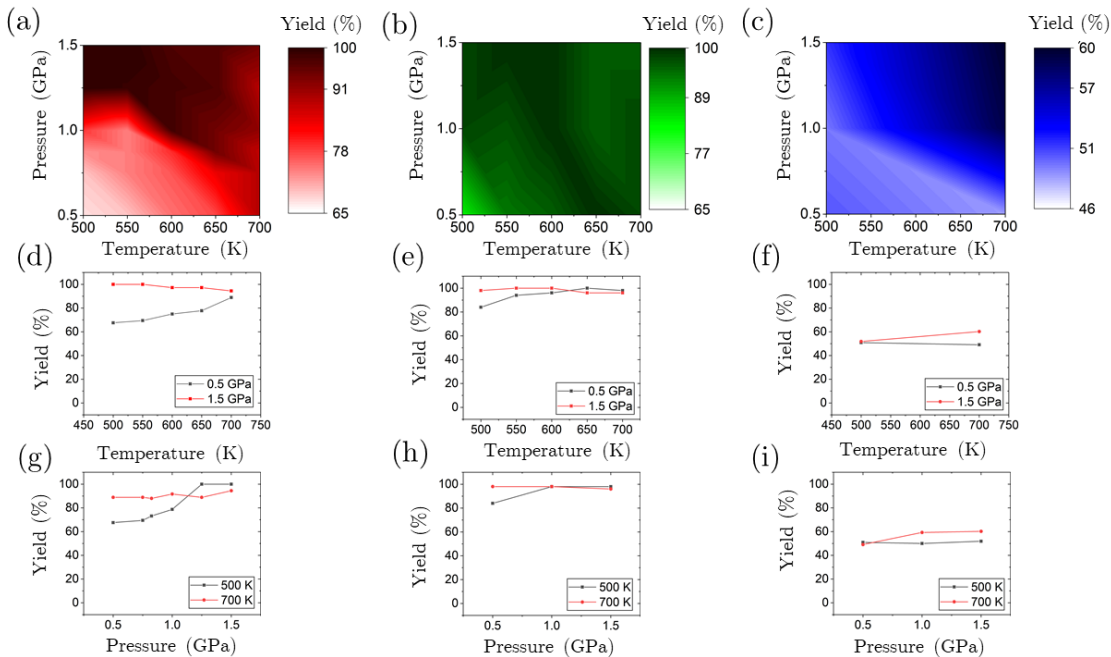 (a) Yield (%) (b) Yield (%) (c) Yield (%)
1.5 100 1.5 100 1.5 60
91 89 57
Pressure (GPa) 1.0 Pressure (GPa) 1.0 Pressure (GPa) 1.0
78 77 51
0.5 65 0.5 65 0.5 46
500 550 600 650 700 500 550 600 650 700 500 550 600 650 700
Temperature (K) Temperature (K) Temperature (K)
(d) (e) (f)
100 100 100
80 80 80
Yield (%) 60 Yield (%) 60 Yield (%) 60
40 40 40
20 0.5 GPa 20 0.5 GPa 20 0.5 GPa
0 1.5 GPa 0 1.5 GPa 0 1.5 GPa
450 500 550 600 650 700 750 500 550 600 650 700 450 500 550 600 650 700 750
Temperature (K) Temperature (K) Temperature (K)
(g) (h) (i)
100 100 100
80 80 80
Yield (%) 60 Yield (%) 60 Yield (%) 60
40 40 40
20 500 K 20 500 K 20 500 K
0 700 K 0 700 K 0 700 K
0.5 1.0 1.5 0.5 1.0 1.5 0.5 1.0 1.5
Pressure (GPa) Pressure (GPa) Pressure (GPa)